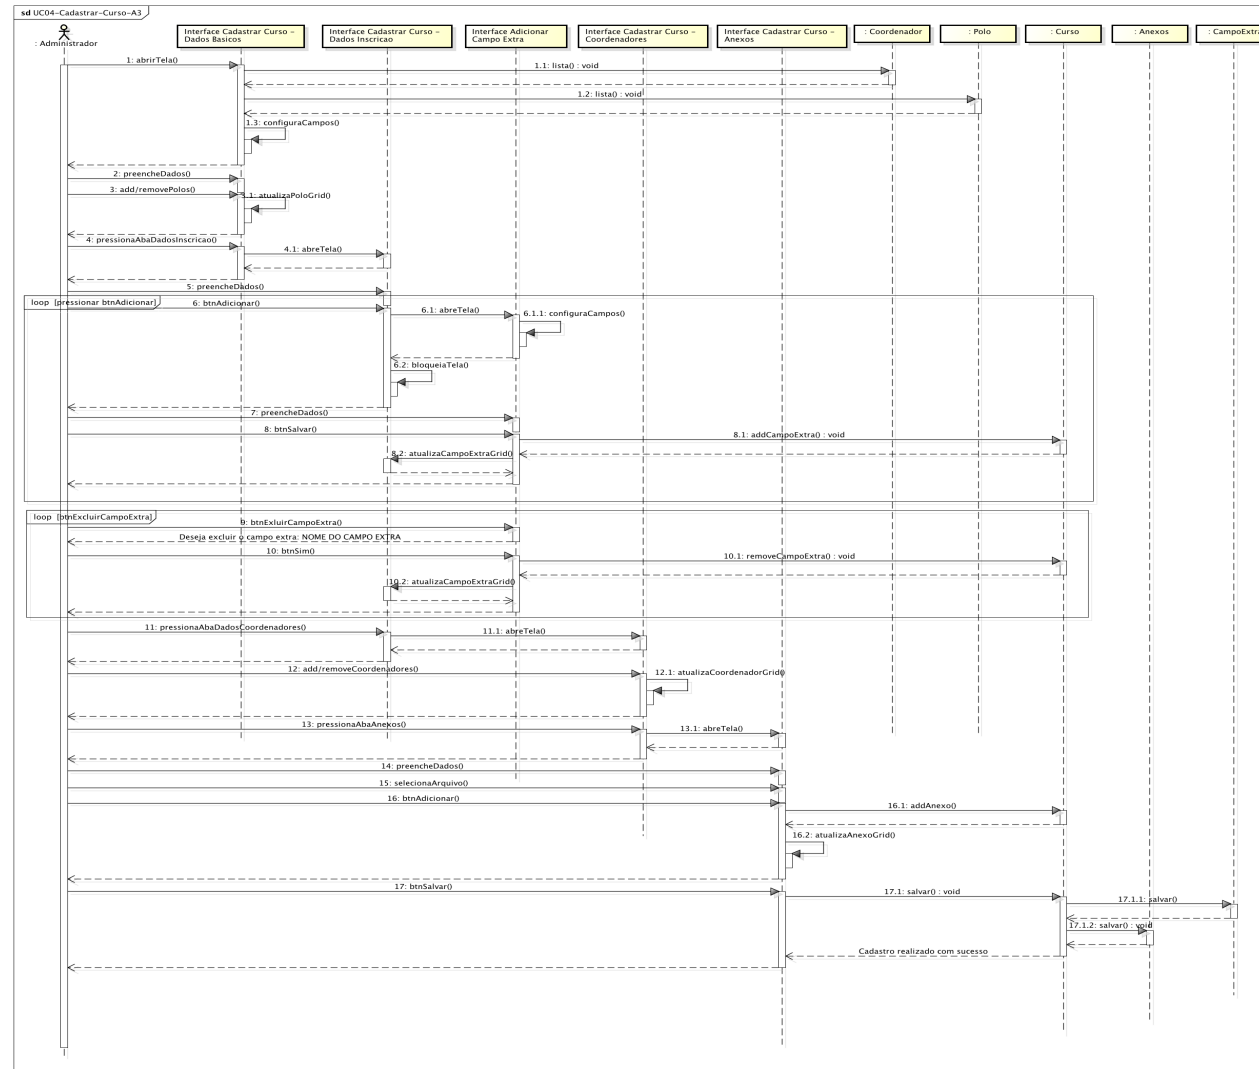 sd UC04-Cadastrar-Curso-A3
: Administrador
Interface Cadastrar Curso -
Dados Basicos
Interface Cadastrar Curso -
Dados Inscricao
Interface Adicionar
Campo Extra
Interface Cadastrar Curso -
Coordenadores
Interface Cadastrar Curso -
Anexos
: Coordenador
: Polo
: Curso
: Anexos
: CampoExtra
1: abrirTela()
1.1: lista() : void
1.2: lista() : void
1.3: configuraCampos()
2: preencheDados()
3: add/removePolos()
3.1: atualizaPoloGrid()
4: pressionaAbaDadosInscricao()
4.1: abreTela()
5: preencheDados()
loop [pressionar btnAdicionar]
6: btnAdicionar()
6.1: abreTela()
6.1.1: configuraCampos()
6.2: bloqueiaTela()
7: preencheDados()
8: btnSalvar()
8.1: addCampoExtra() : void
8.2: atualizaCampoExtraGrid()
loop [btnExcluirCampoExtra]
9: btnExluirCampoExtra()
Deseja excluir o campo extra: NOME DO CAMPO EXTRA
10: btnSim()
10.1: removeCampoExtra() : void
10.2: atualizaCampoExtraGrid()
11: pressionaAbaDadosCoordenadores()
11.1: abreTela()
12: add/removeCoordenadores()
12.1: atualizaCoordenadorGrid()
13: pressionaAbaAnexos()
13.1: abreTela()
14: preencheDados()
15: selecionaArquivo()
16: btnAdicionar()
16.1: addAnexo()
16.2: atualizaAnexoGrid()
17: btnSalvar()
17.1: salvar() : void
17.1.1: salvar()
17.1.2: salvar() : void
Cadastro realizado com sucesso